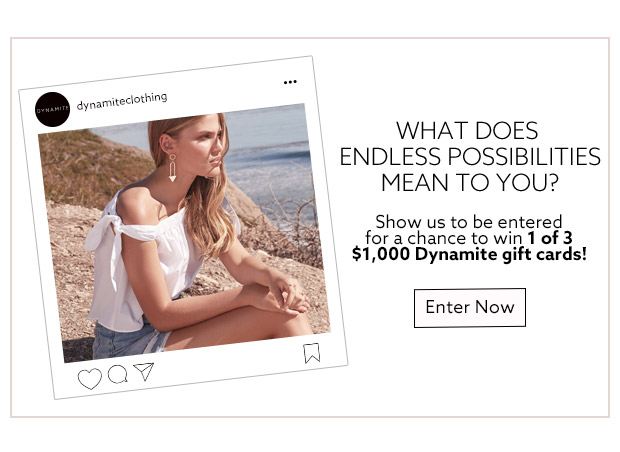 DYNAMITE
dynamiteclothing
WHAT DOES
ENDLESS POSSIBILITIES
MEAN TO YOU?
Show us to be entered
for a chance to win 1 of 3
$1,000 Dynamite gift cards!
Enter Now